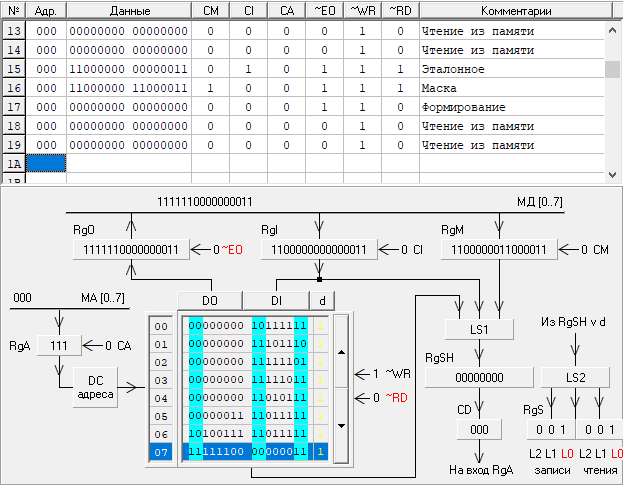 № Адр. Данные CM CI CA ~EO ~WR ~RD Комментарии
13 000 00000000 00000000 0 0 0 0 1 0 Чтение из памяти
14 000 00000000 00000000 0 0 0 0 1 0 Чтение из памяти
15 000 11000000 00000011 0 1 0 1 1 1 Эталонное
16 000 11000000 11000011 1 0 0 1 1 1 Маска
17 000 00000000 00000000 0 0 0 1 1 0 Формирование
18 000 00000000 00000000 0 0 0 0 1 0 Чтение из памяти
19 000 00000000 00000000 0 0 0 0 1 0 Чтение из памяти
1A
1111110000000011 МД [0..7]
RgO RgI RgM
1111110000000011 0 ~EO 1100000000000011 0 CI 1100000011000011 0 CM
000 МА [0..7]
DO DI d
RgA 111 0 CA
DC адреса
00 00000000 10111111 1
01 00000000 11101110 1
02 00000000 11111101 1
03 00000000 11111011 1
04 00000000 11010111 1
05 00000011 11011111 1
06 10100111 11101111 1
07 11111100 00000011 1
1 ~WR
0 ~RD
LS1
Из RgSH v d
RgSH
00000000
LS2
CD
000
RgS
0 0 1 0 0 1
L2 L1 L0 L2 L1 L0
На вход RgA записи чтения